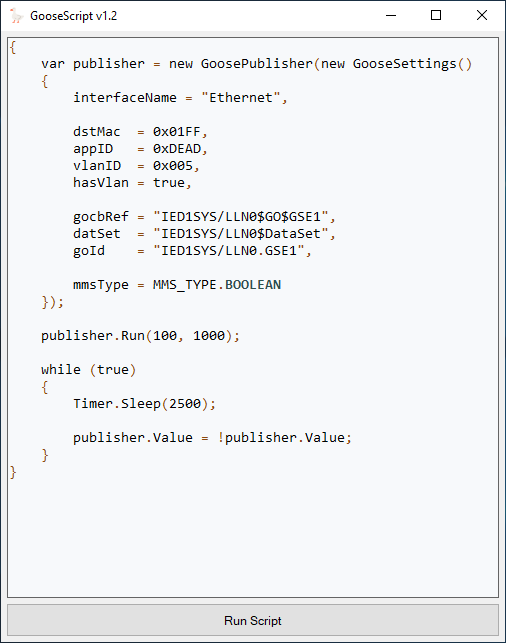 GooseScript v1.2
{
    var publisher = new GoosePublisher(new GooseSettings()
    {
        interfaceName = "Ethernet",

        dstMac  = 0x01FF,
        appID   = 0xDEAD,
        vlanID  = 0x005,
        hasVlan = true,

        gocbRef = "IED1SYS/LLN0$GO$GSE1",
        datSet  = "IED1SYS/LLN0$DataSet",
        goId    = "IED1SYS/LLN0.GSE1",

        mmsType = MMS_TYPE.BOOLEAN
    });

    publisher.Run(100, 1000);

    while (true)
    {
        Timer.Sleep(2500);

        publisher.Value = !publisher.Value;
    }
}
Run Script